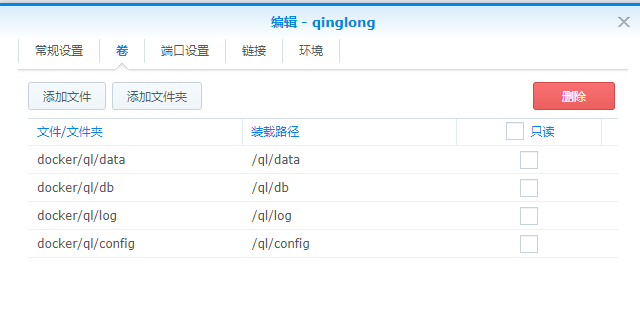 编辑 - qinglong
常规设置 卷 端口设置 链接 环境
添加文件 添加文件夹 删除
文件/文件夹 装载路径 只读
docker/ql/data /ql/data
docker/ql/db /ql/db
docker/ql/log /ql/log
docker/ql/config /ql/config